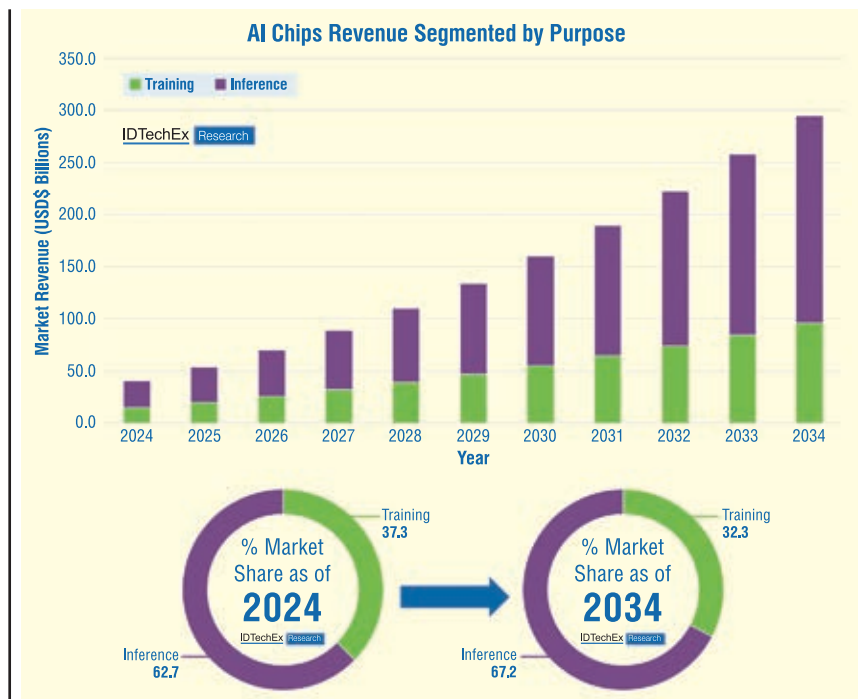 AI Chips Revenue Segmented by Purpose
350.0
Training Inference
300.0
IDTechEx Research
250.0
200.0
150.0
100.0
50.0
0.0
Market Revenue (USD$ Billions)
2024 2025 2026 2027 2028 2029 2030 2031 2032 2033 2034
Year
Training
37.3
% Market
Share as of
2024
IDTechEx Research
Inference
62.7
Training
32.3
% Market
Share as of
2034
IDTechEx Research
Inference
67.2